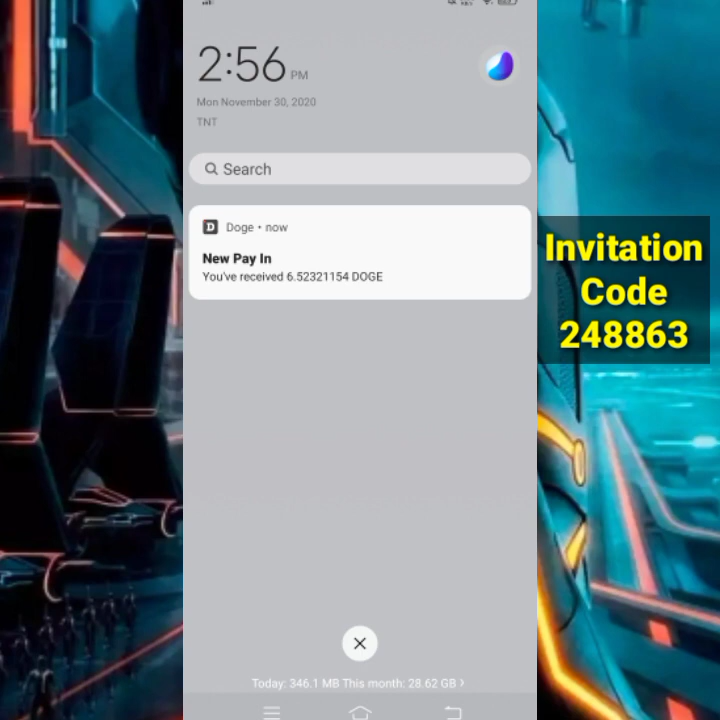 2:56 PM
Mon November 30, 2020
TNT
Search
D Doge • now
New Pay In
You've received 6.52321154 DOGE
Invitation
Code
248863
Today: 346.1 MB This month: 28.62 GB